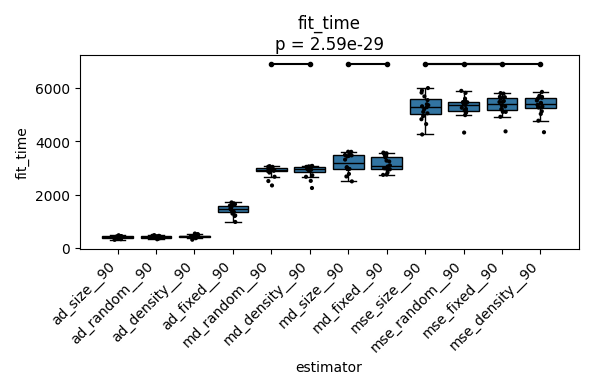 fit_time
p = 2.59e-29
fit_time
6000
4000
2000
0
ad_size__90
ad_random__90
ad_density__90
ad_fixed__90
md_random__90
md_density__90
md_size__90
md_fixed__90
mse_size__90
mse_random__90
mse_fixed__90
mse_density__90
estimator